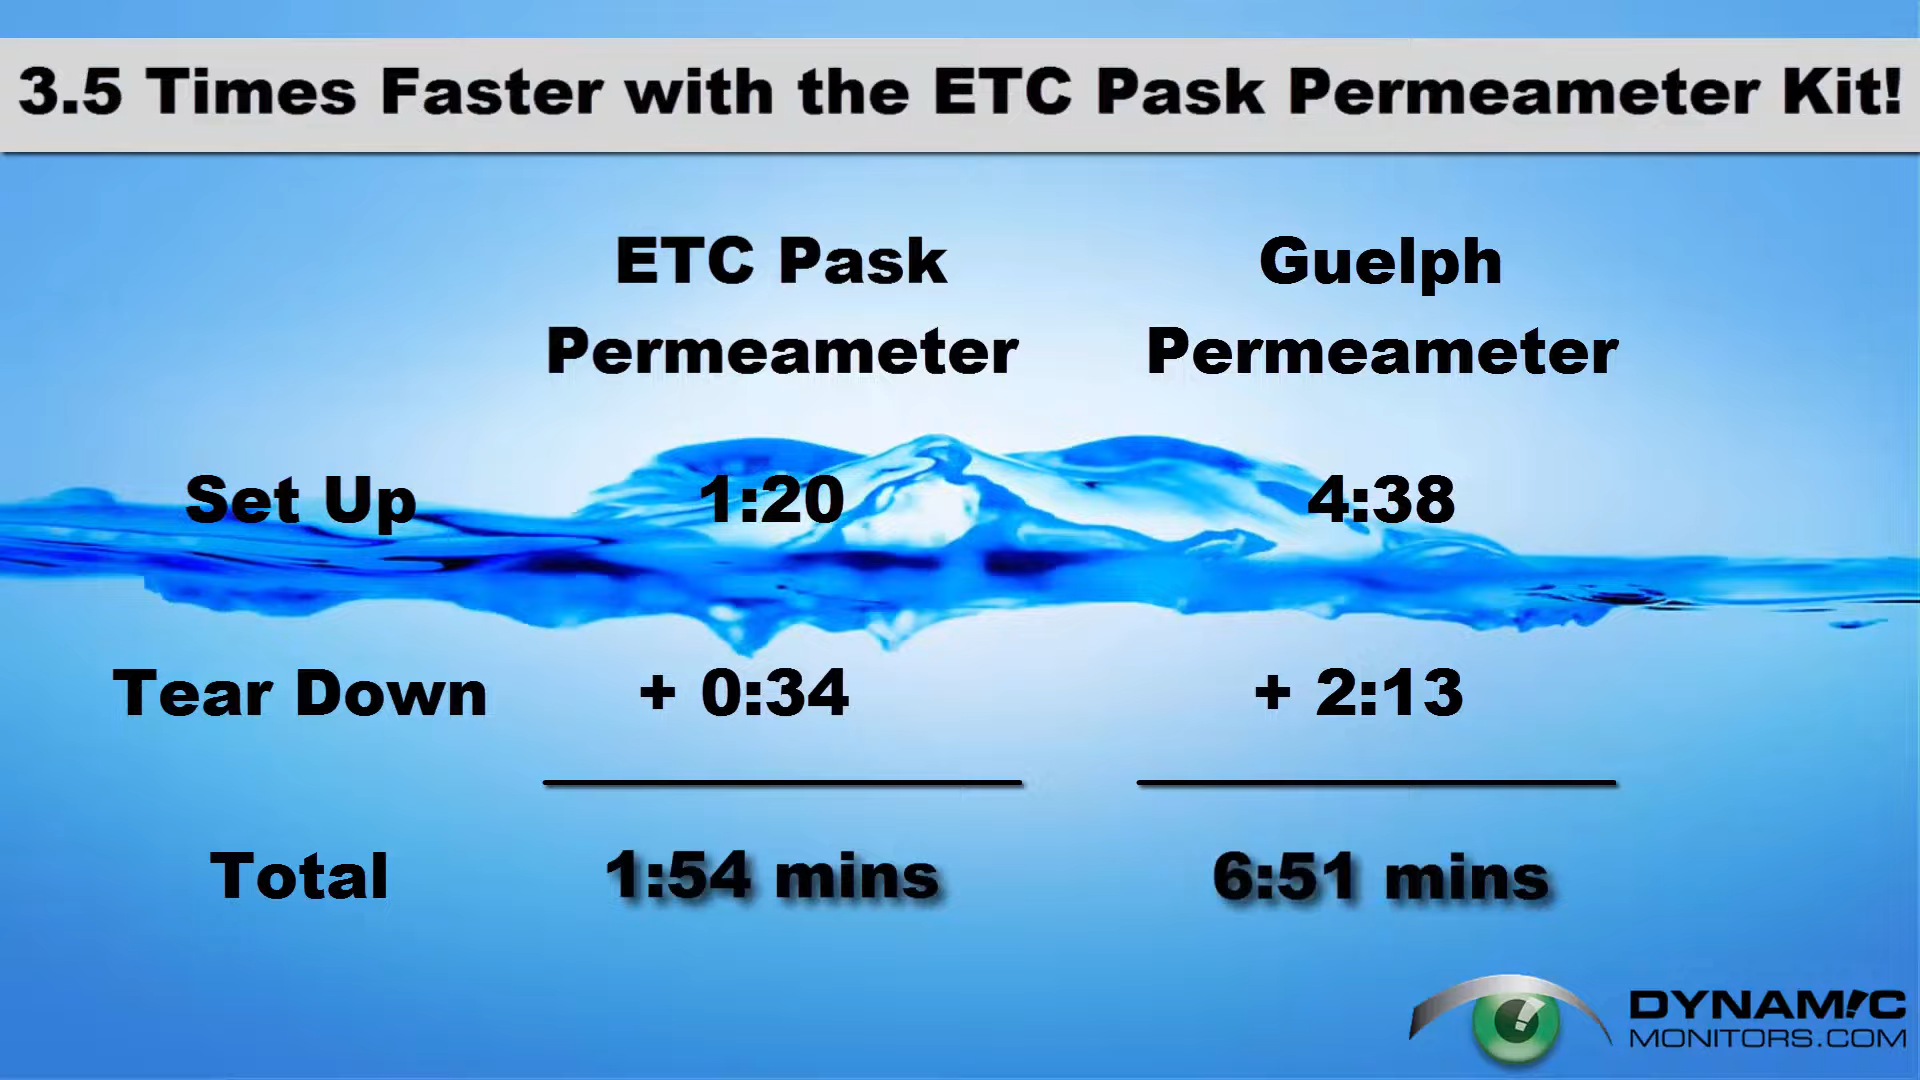 3.5 Times Faster with the ETC Pask Permeameter Kit!
ETC Pask
Permeameter
Guelph
Permeameter
Set Up 1:20 4:38
Tear Down + 0:34 + 2:13
Total 1:54 mins 6:51 mins
DYNAM!C
MONITORS.COM